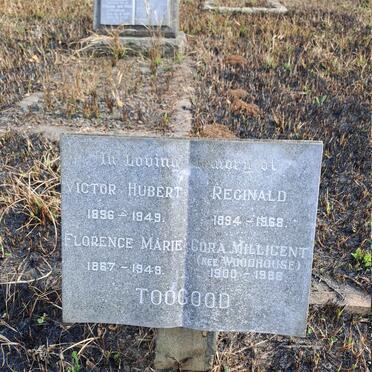 In Loving Memory of
VICTOR HUBERT
1896 - 1949.
FLORENCE MARIE
1867 - 1949.
REGINALD
1894 - 1968.
CORA MILLICENT
(NEE WOODHOUSE)
1900 - 1986
TOOGOOD